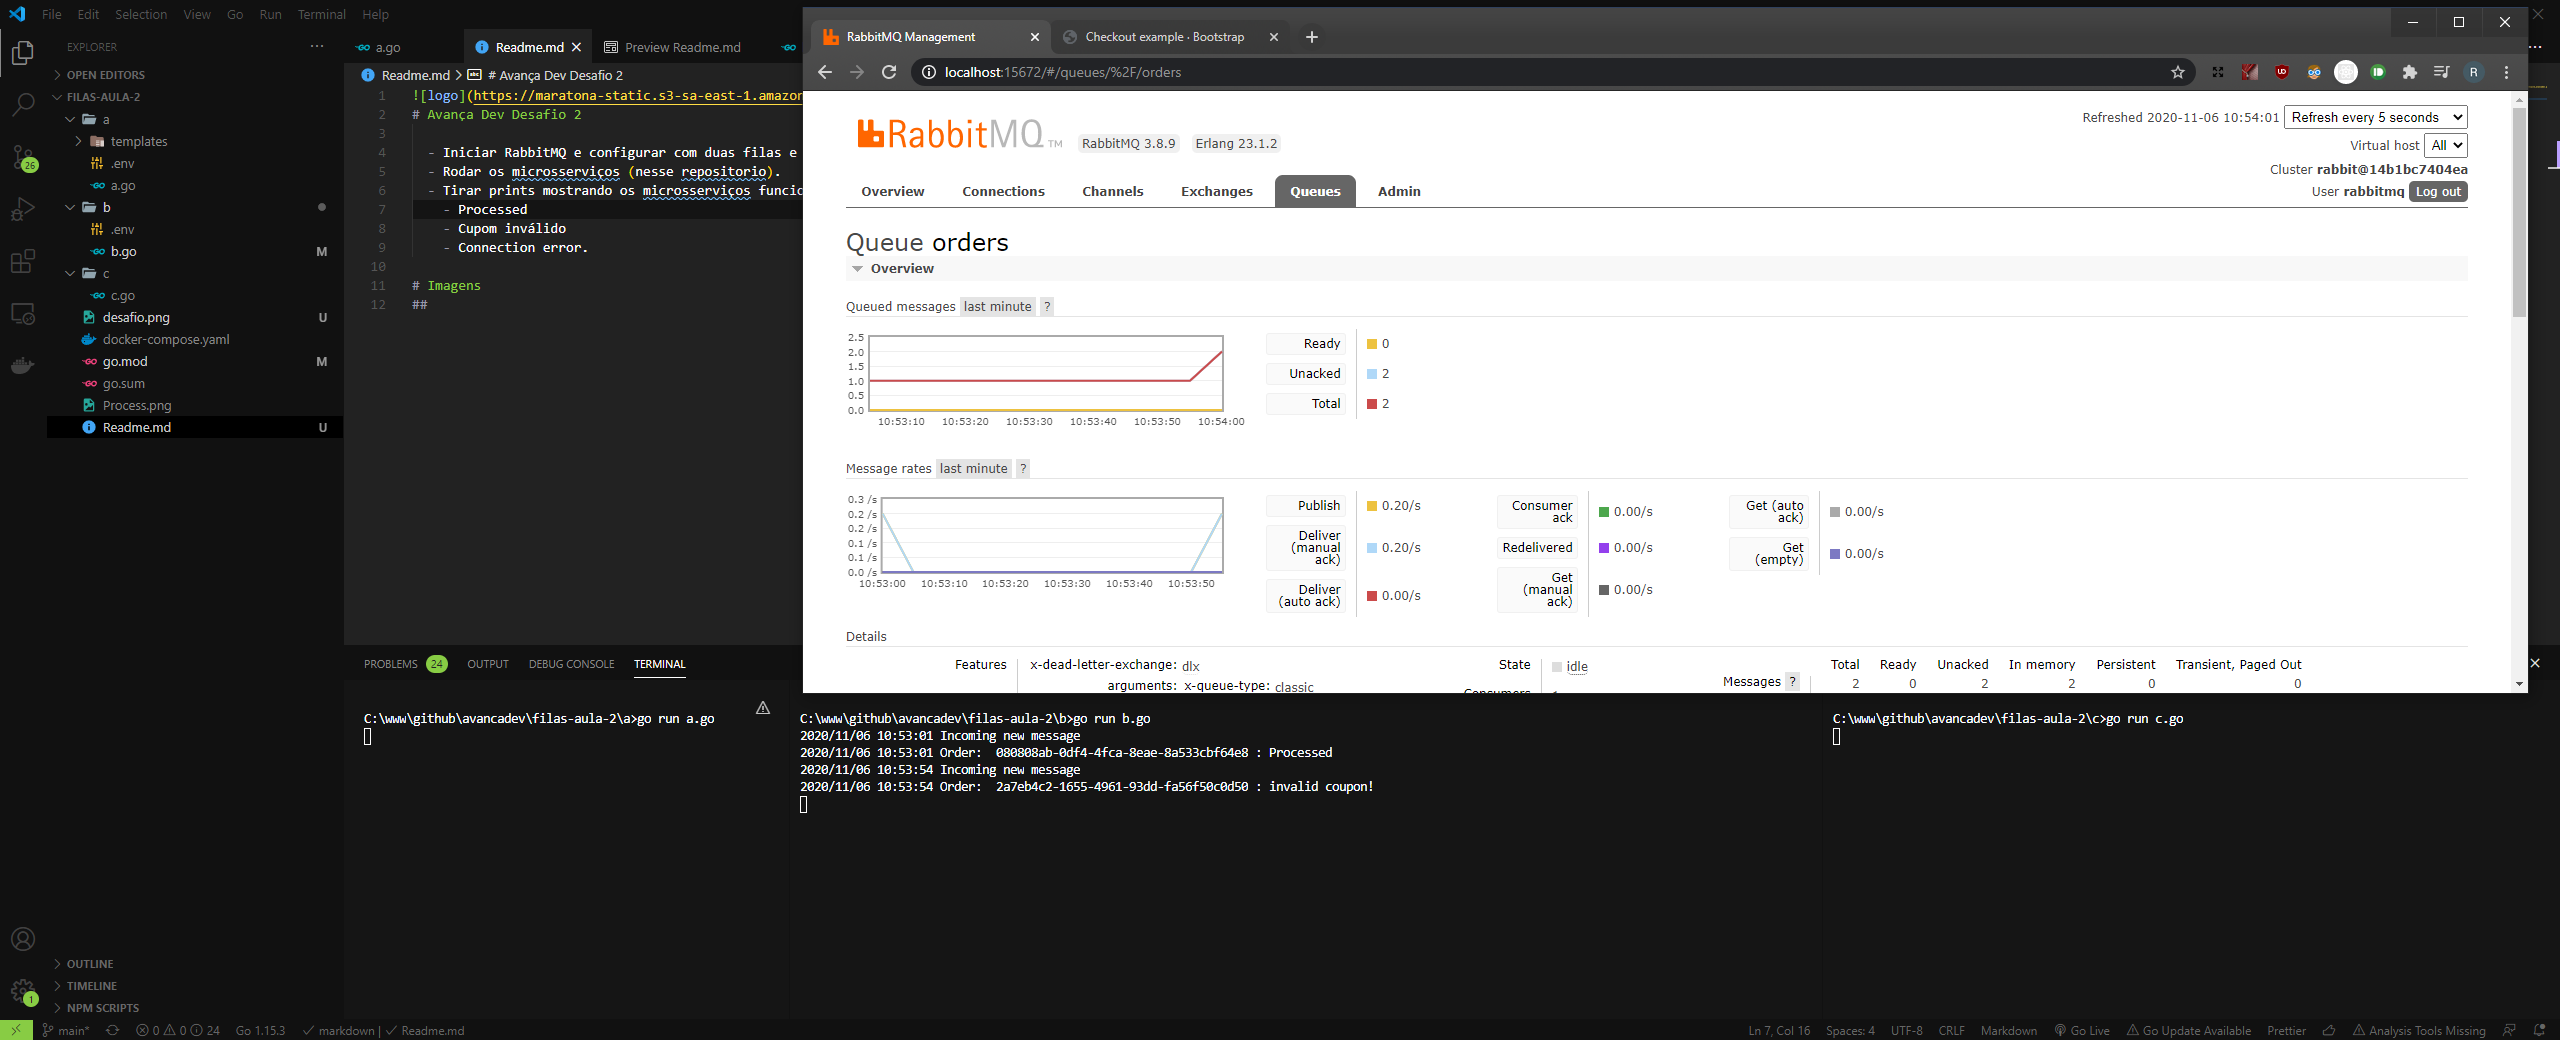 File Edit Selection View Go Run Terminal Help
EXPLORER
OPEN EDITORS
FILAS-AULA-2
a
templates
.env
a.go
b
.env
b.go M
c
c.go
desafio.png U
docker-compose.yaml
go.mod M
go.sum
Process.png
Readme.md U
OUTLINE
TIMELINE
NPM SCRIPTS
26
1
a.go
Readme.md
Preview Readme.md
Readme.md > # Avança Dev Desafio 2
1 ![logo](https://maratona-static.s3-sa-east-1.amazon
2 # Avança Dev Desafio 2
3
4 - Iniciar RabbitMQ e configurar com duas filas e
5 - Rodar os microsserviços (nesse repositorio).
6 - Tirar prints mostrando os microsserviços funcio
7 - Processed
8 - Cupom inválido
9 - Connection error.
10
11 # Imagens
12 ##
RabbitMQ Management
Checkout example · Bootstrap
localhost:15672/#/queues/%2F/orders
R
RabbitMQ TM
RabbitMQ 3.8.9 Erlang 23.1.2
Refreshed 2020-11-06 10:54:01 Refresh every 5 seconds
Virtual host All
Cluster rabbit@14b1bc7404ea
User rabbitmq Log out
Overview Connections Channels Exchanges Queues Admin
Queue orders
Overview
Queued messages last minute ?
2.5
2.0
1.5
1.0
0.5
0.0
10:53:10 10:53:20 10:53:30 10:53:40 10:53:50 10:54:00
Ready 0
Unacked 2
Total 2
Message rates last minute ?
0.3 /s
0.2 /s
0.2 /s
0.1 /s
0.1 /s
0.0 /s
10:53:00 10:53:10 10:53:20 10:53:30 10:53:40 10:53:50
Publish 0.20/s
Deliver (manual ack) 0.20/s
Deliver (auto ack) 0.00/s
Consumer ack 0.00/s
Redelivered 0.00/s
Get (manual ack) 0.00/s
Get (auto ack) 0.00/s
Get (empty) 0.00/s
Details
Features x-dead-letter-exchange: dlx
arguments: x-queue-type: classic
State idle
Consumers
Total Ready Unacked In memory Persistent Transient, Paged Out
Messages ? 2 0 2 2 0 0
PROBLEMS 24 OUTPUT DEBUG CONSOLE TERMINAL
C:\www\github\avancadev\filas-aula-2\a>go run a.go
C:\www\github\avancadev\filas-aula-2\b>go run b.go
2020/11/06 10:53:01 Incoming new message
2020/11/06 10:53:01 Order:  080808ab-0df4-4fca-8eae-8a533cbf64e8 : Processed
2020/11/06 10:53:54 Incoming new message
2020/11/06 10:53:54 Order:  2a7eb4c2-1655-4961-93dd-fa56f50c0d50 : invalid coupon!
C:\www\github\avancadev\filas-aula-2\c>go run c.go
main* 0 0 24 Go 1.15.3 markdown | Readme.md
Ln 7, Col 16 Spaces: 4 UTF-8 CRLF Markdown Go Live Go Update Available Prettier Analysis Tools Missing